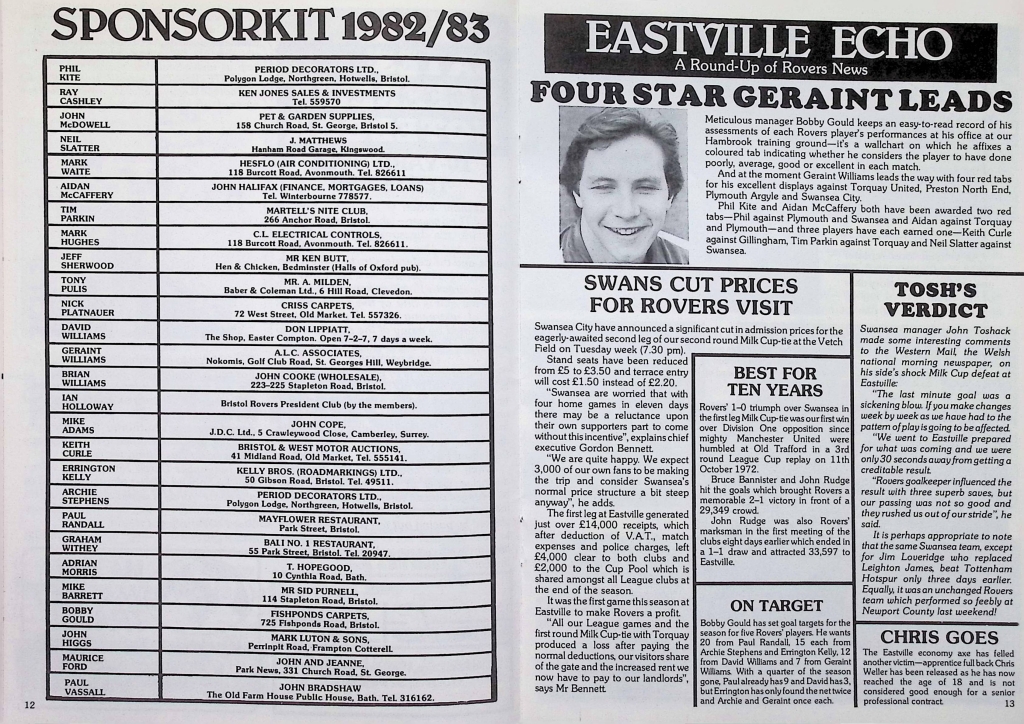 SPONSORKIT 1982/83
PHIL
KITE
PERIOD DECORATORS LTD.,
Polygon Lodge, Northgreen, Hotwells, Bristol.
RAY
CASHLEY
KEN JONES SALES & INVESTMENTS
Tel. 559570
JOHN
McDOWELL
PET & GARDEN SUPPLIES,
158 Church Road, St. George, Bristol 5.
NEIL
SLATTER
J. MATTHEWS
Hanham Road Garage, Kingswood.
MARK
WAITE
HESFLO (AIR CONDITIONING) LTD.,
118 Burcott Road, Avonmouth. Tel. 826611
AIDAN
McCAFFERY
JOHN HALIFAX (FINANCE, MORTGAGES, LOANS)
Tel. Winterbourne 778577.
TIM
PARKIN
MARTELL'S NITE CLUB,
266 Anchor Road, Bristol.
MARK
HUGHES
C.L. ELECTRICAL CONTROLS,
118 Burcott Road, Avonmouth. Tel. 826611.
JEFF
SHERWOOD
MR KEN BUTT,
Hen & Chicken, Bedminster (Halls of Oxford pub).
TONY
PULIS
MR. A. MILDEN,
Baber & Coleman Ltd., 6 Hill Road, Clevedon.
NICK
PLATNAUER
CRISS CARPETS,
72 West Street, Old Market. Tel. 557326.
DAVID
WILLIAMS
DON LIPPIATT,
The Shop, Easter Compton. Open 7–2–7, 7 days a week.
GERAINT
WILLIAMS
A.L.C. ASSOCIATES,
Nokomis, Golf Club Road, St. Georges Hill, Weybridge.
BRIAN
WILLIAMS
JOHN COOKE (WHOLESALE),
223–225 Stapleton Road, Bristol.
IAN
HOLLOWAY
Bristol Rovers President Club (by the members).
MIKE
ADAMS
JOHN COPE,
J.D.C. Ltd., 5 Crawleywood Close, Camberley, Surrey.
KEITH
CURLE
BRISTOL & WEST MOTOR AUCTIONS,
41 Midland Road, Old Market, Tel. 555141.
ERRINGTON
KELLY
KELLY BROS. (ROADMARKINGS) LTD.,
50 Gibson Road, Bristol. Tel. 49511.
ARCHIE
STEPHENS
PERIOD DECORATORS LTD.,
Polygon Lodge, Northgreen, Hotwells, Bristol.
PAUL
RANDALL
MAYFLOWER RESTAURANT,
Park Street, Bristol.
GRAHAM
WITHEY
BALI NO. 1 RESTAURANT,
55 Park Street, Bristol. Tel. 20947.
ADRIAN
MORRIS
T. HOPEGOOD,
10 Cynthia Road, Bath.
MIKE
BARRETT
MR SID PURNELL,
114 Stapleton Road, Bristol.
BOBBY
GOULD
FISHPONDS CARPETS,
725 Fishponds Road, Bristol.
JOHN
HIGGS
MARK LUTON & SONS,
Perrinpit Road, Frampton Cotterell.
MAURICE
FORD
JOHN AND JEANNE,
Park News, 331 Church Road, St. George.
PAUL
VASSALL
JOHN BRADSHAW
The Old Farm House Public House, Bath. Tel. 316162.
12
EASTVILLE ECHO
A Round-Up of Rovers News
FOUR STAR GERAINT LEADS
Meticulous manager Bobby Gould keeps an easy-to-read record of his
assessments of each Rovers player's performances at his office at our
Hambrook training ground—it's a wallchart on which he affixes a
coloured tab indicating whether he considers the player to have done
poorly, average, good or excellent in each match.
And at the moment Geraint Williams leads the way with four red tabs
for his excellent displays against Torquay United, Preston North End,
Plymouth Argyle and Swansea City.
Phil Kite and Aidan McCaffery both have been awarded two red
tabs—Phil against Plymouth and Swansea and Aidan against Torquay
and Plymouth—and three players have each earned one—Keith Curle
against Gillingham, Tim Parkin against Torquay and Neil Slatter against
Swansea.
SWANS CUT PRICES
FOR ROVERS VISIT
Swansea City have announced a significant cut in admission prices for the
eagerly-awaited second leg of our second round Milk Cup-tie at the Vetch
Field on Tuesday week (7.30 pm).
Stand seats have been reduced
from £5 to £3.50 and terrace entry
will cost £1.50 instead of £2.20.
"Swansea are worried that with
four home games in eleven days
there may be a reluctance upon
their own supporters part to come
without this incentive", explains chief
executive Gordon Bennett.
"We are quite happy. We expect
3,000 of our own fans to be making
the trip and consider Swansea's
normal price structure a bit steep
anyway", he adds.
The first leg at Eastville generated
just over £14,000 receipts, which
after deduction of V.A.T., match
expenses and police charges, left
£4,000 clear to both clubs and
£2,000 to the Cup Pool which is
shared amongst all League clubs at
the end of the season.
It was the first game this season at
Eastville to make Rovers a profit.
"All our League games and the
first round Milk Cup-tie with Torquay
produced a loss after paying the
normal deductions, our visitors share
of the gate and the increased rent we
now have to pay to our landlords",
says Mr Bennett.
BEST FOR
TEN YEARS
Rovers' 1–0 triumph over Swansea in
the first leg Milk Cup-tie was our first win
over Division One opposition since
mighty Manchester United were
humbled at Old Trafford in a 3rd
round League Cup replay on 11th
October 1972.
Bruce Bannister and John Rudge
hit the goals which brought Rovers a
memorable 2–1 victory in front of a
29,349 crowd.
John Rudge was also Rovers'
marksman in the first meeting of the
clubs eight days earlier which ended in
a 1–1 draw and attracted 33,597 to
Eastville.
ON TARGET
Bobby Gould has set goal targets for the
season for five Rovers' players. He wants
20 from Paul Randall, 15 each from
Archie Stephens and Errington Kelly, 12
from David Williams and 7 from Geraint
Williams. With a quarter of the season
gone, Paul already has 9 and David has 3,
but Errington has only found the net twice
and Archie and Geraint once each.
TOSH'S
VERDICT
Swansea manager John Toshack
made some interesting comments
to the Western Mail, the Welsh
national morning newspaper, on
his side's shock Milk Cup defeat at
Eastville:
"The last minute goal was a
sickening blow. If you make changes
week by week as we have had to the
pattern of play is going to be affected.
"We went to Eastville prepared
for what was coming and we were
only 30 seconds away from getting a
creditable result.
"Rovers goalkeeper influenced the
result with three superb saves, but
our passing was not so good and
they rushed us out of our stride", he
said.
It is perhaps appropriate to note
that the same Swansea team, except
for Jim Loveridge who replaced
Leighton James, beat Tottenham
Hotspur only three days earlier.
Equally, it was an unchanged Rovers
team which performed so feebly at
Newport County last weekend!
CHRIS GOES
The Eastville economy axe has felled
another victim—apprentice full back Chris
Weller has been released as he has now
reached the age of 18 and is not
considered good enough for a senior
professional contract.
13